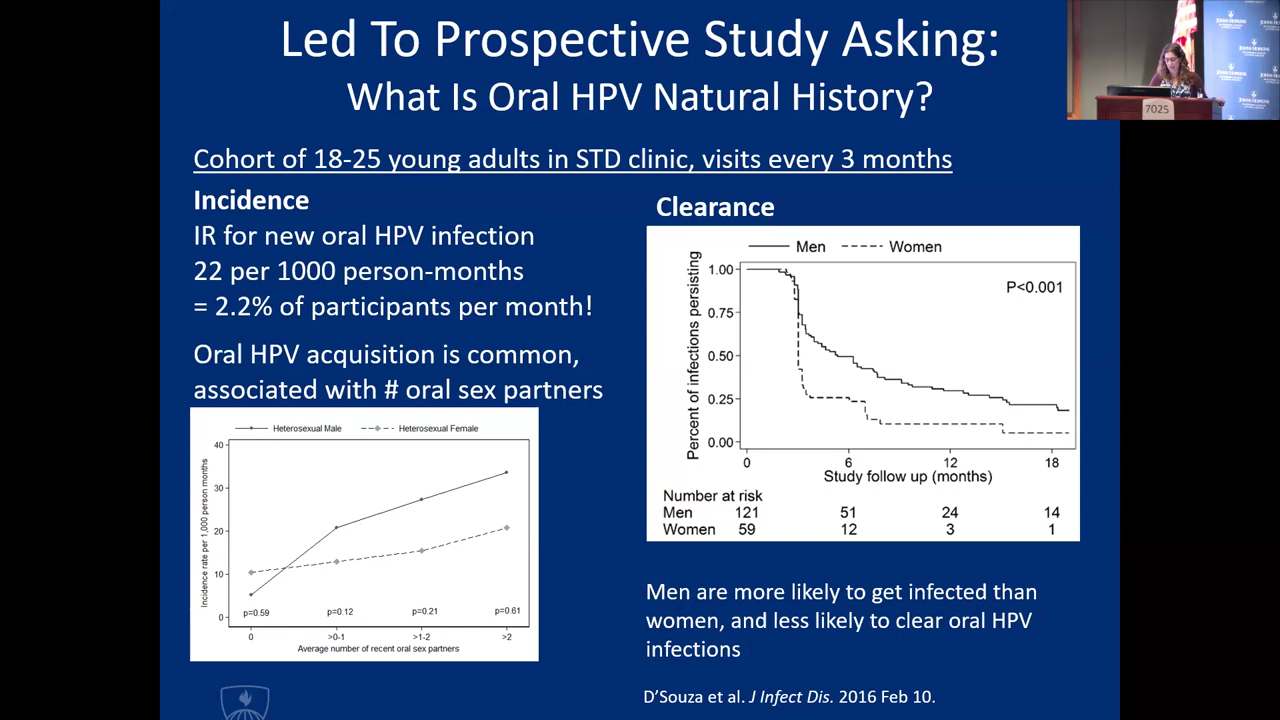 Led To Prospective Study Asking:
What Is Oral HPV Natural History?
Cohort of 18-25 young adults in STD clinic, visits every 3 months
Incidence
IR for new oral HPV infection
22 per 1000 person-months
= 2.2% of participants per month!
Oral HPV acquisition is common,
associated with # oral sex partners
Heterosexual Male
Heterosexual Female
Incidence rate per 1,000 person months
40
30
20
10
0
p=0.59
p=0.12
p=0.21
p=0.61
0
>0-1
>1-2
>2
Average number of recent oral sex partners
Clearance
Men
Women
P<0.001
Percent of infections persisting
1.00
0.75
0.50
0.25
0.00
0 6 12 18
Study follow up (months)
Number at risk
Men 121 51 24 14
Women 59 12 3 1
Men are more likely to get infected than
women, and less likely to clear oral HPV
infections
D'Souza et al. J Infect Dis. 2016 Feb 10.
7025
JOHNS HOPKINS